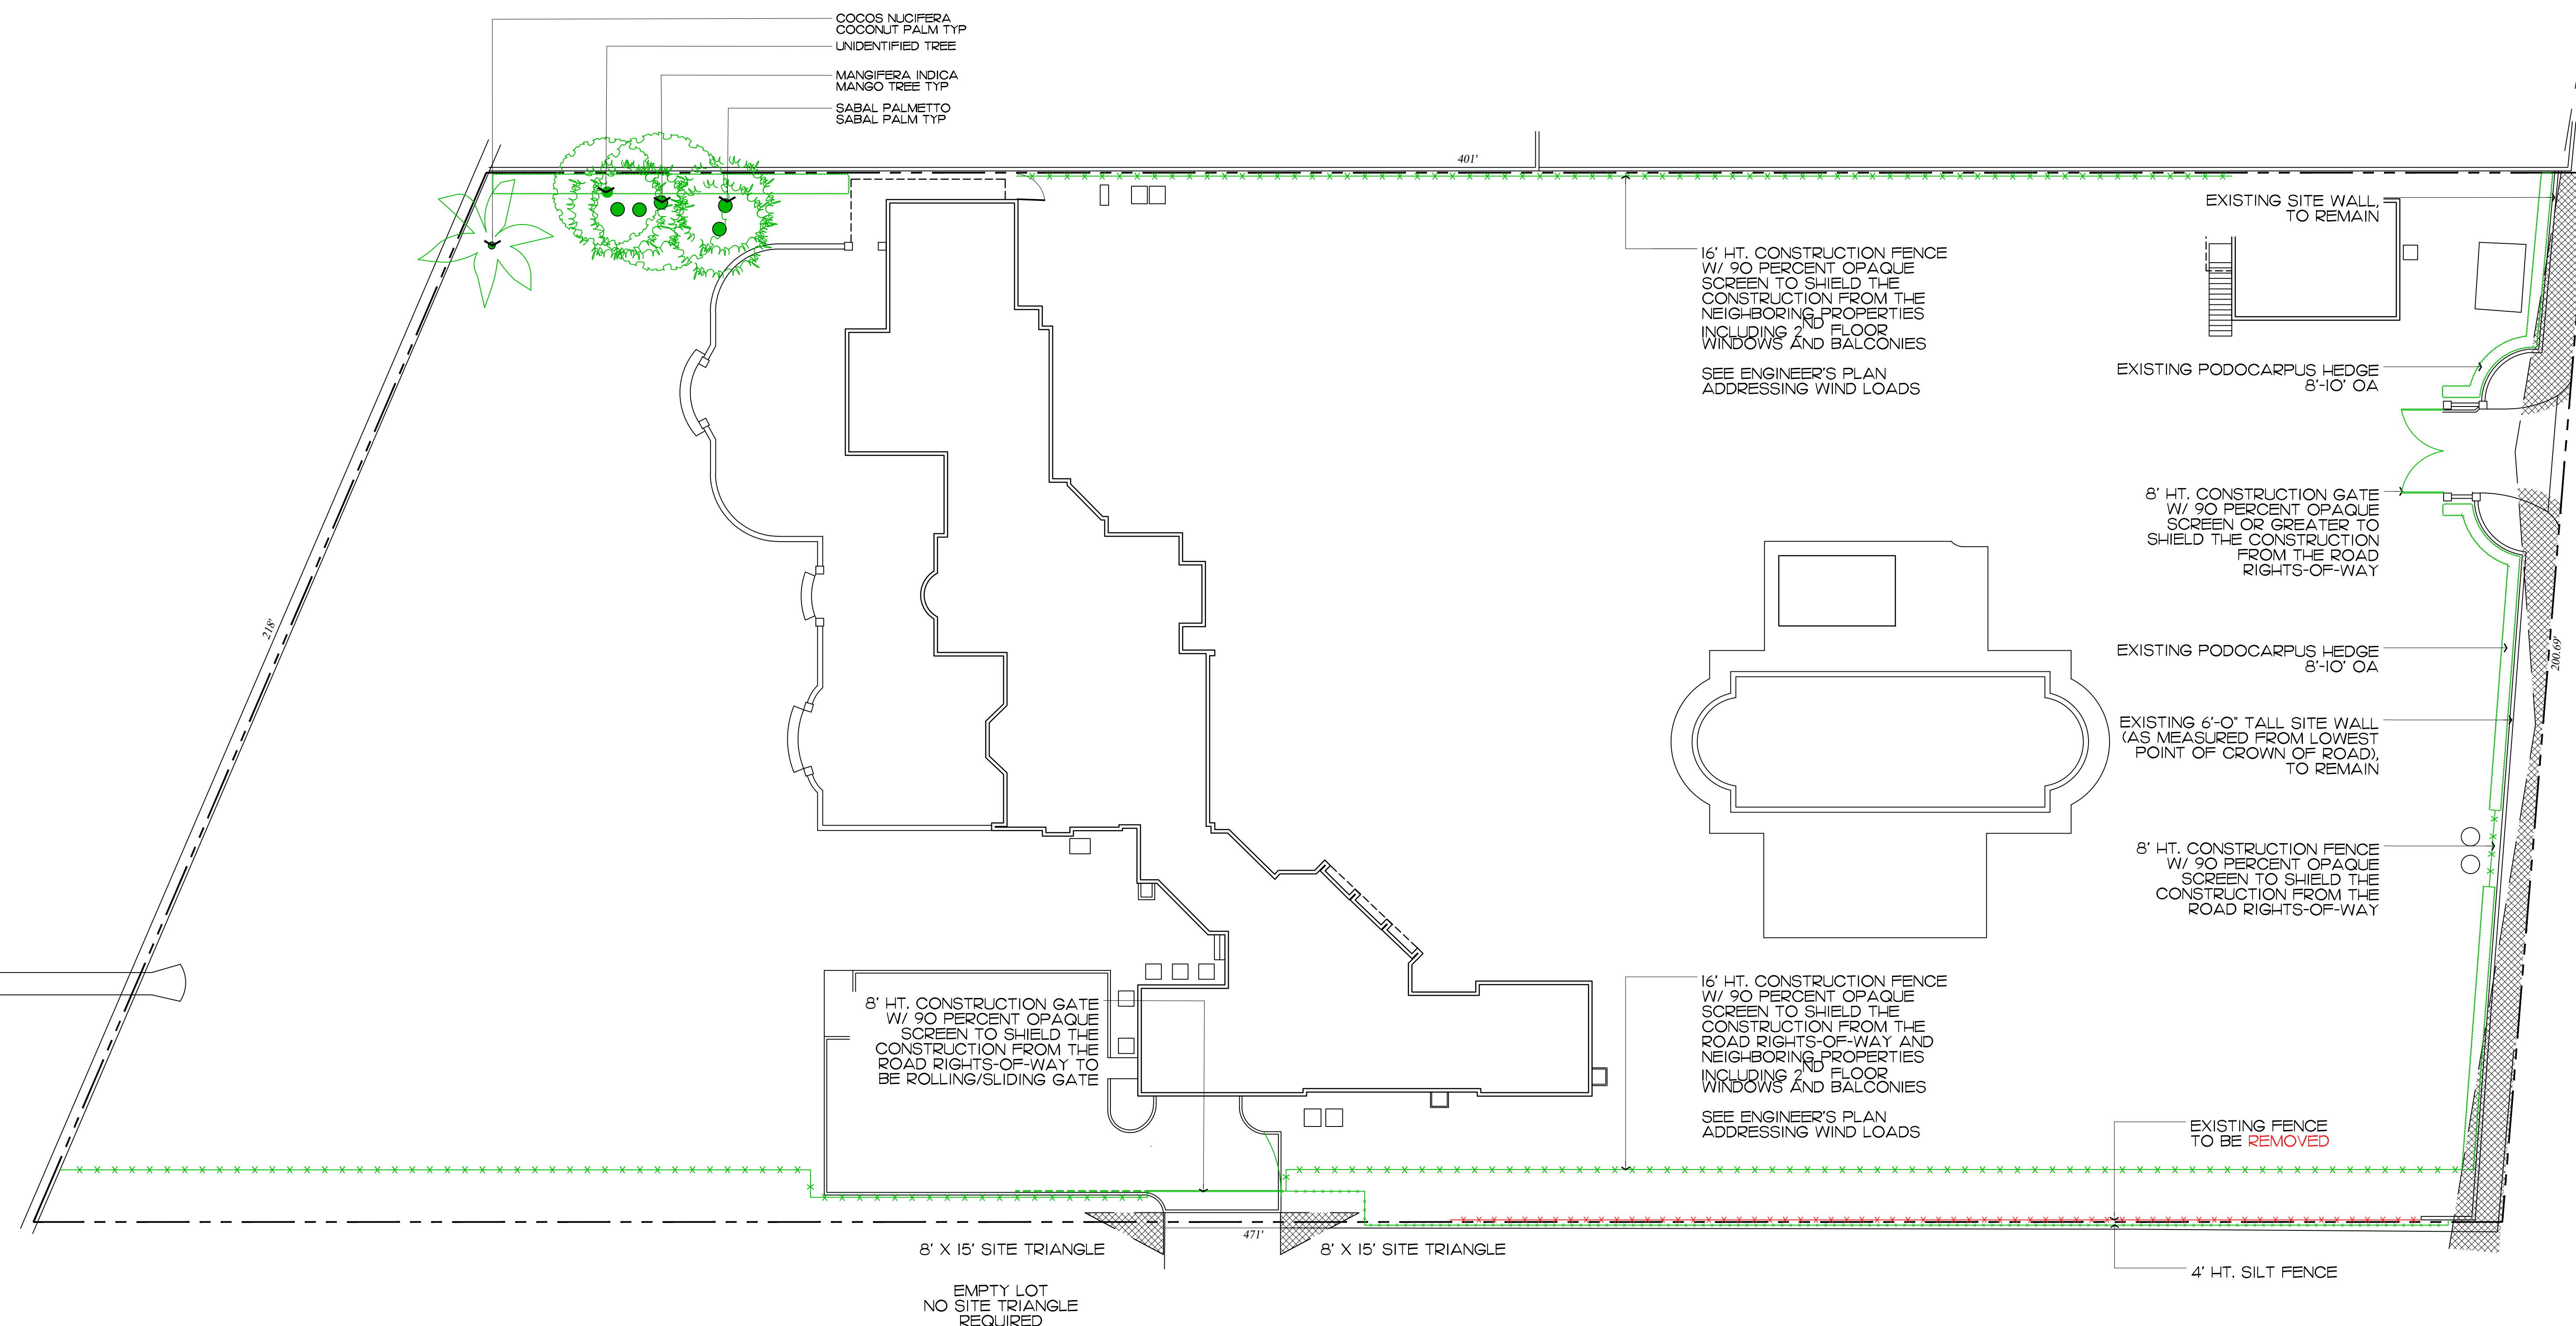 COCOS NUCIFERA
COCONUT PALM TYP
UNIDENTIFIED TREE
MANGIFERA INDICA
MANGO TREE TYP
SABAL PALMETTO
SABAL PALM TYP
401'
EXISTING SITE WALL,
TO REMAIN
16' HT. CONSTRUCTION FENCE
W/ 90 PERCENT OPAQUE
SCREEN TO SHIELD THE
CONSTRUCTION FROM THE
NEIGHBORING PROPERTIES
INCLUDING 2ND FLOOR
WINDOWS AND BALCONIES
SEE ENGINEER'S PLAN
ADDRESSING WIND LOADS
EXISTING PODOCARPUS HEDGE
8'-10' OA
8' HT. CONSTRUCTION GATE
W/ 90 PERCENT OPAQUE
SCREEN OR GREATER TO
SHIELD THE CONSTRUCTION
FROM THE ROAD
RIGHTS-OF-WAY
218'
200.69'
EXISTING PODOCARPUS HEDGE
8'-10' OA
EXISTING 6'-0" TALL SITE WALL
(AS MEASURED FROM LOWEST
POINT OF CROWN OF ROAD),
TO REMAIN
8' HT. CONSTRUCTION FENCE
W/ 90 PERCENT OPAQUE
SCREEN TO SHIELD THE
CONSTRUCTION FROM THE
ROAD RIGHTS-OF-WAY
8' HT. CONSTRUCTION GATE
W/ 90 PERCENT OPAQUE
SCREEN TO SHIELD THE
CONSTRUCTION FROM THE
ROAD RIGHTS-OF-WAY TO
BE ROLLING/SLIDING GATE
16' HT. CONSTRUCTION FENCE
W/ 90 PERCENT OPAQUE
SCREEN TO SHIELD THE
CONSTRUCTION FROM THE
ROAD RIGHTS-OF-WAY AND
NEIGHBORING PROPERTIES
INCLUDING 2ND FLOOR
WINDOWS AND BALCONIES
SEE ENGINEER'S PLAN
ADDRESSING WIND LOADS
EXISTING FENCE
TO BE REMOVED
471'
8' X 15' SITE TRIANGLE
8' X 15' SITE TRIANGLE
4' HT. SILT FENCE
EMPTY LOT
NO SITE TRIANGLE
REQUIRED